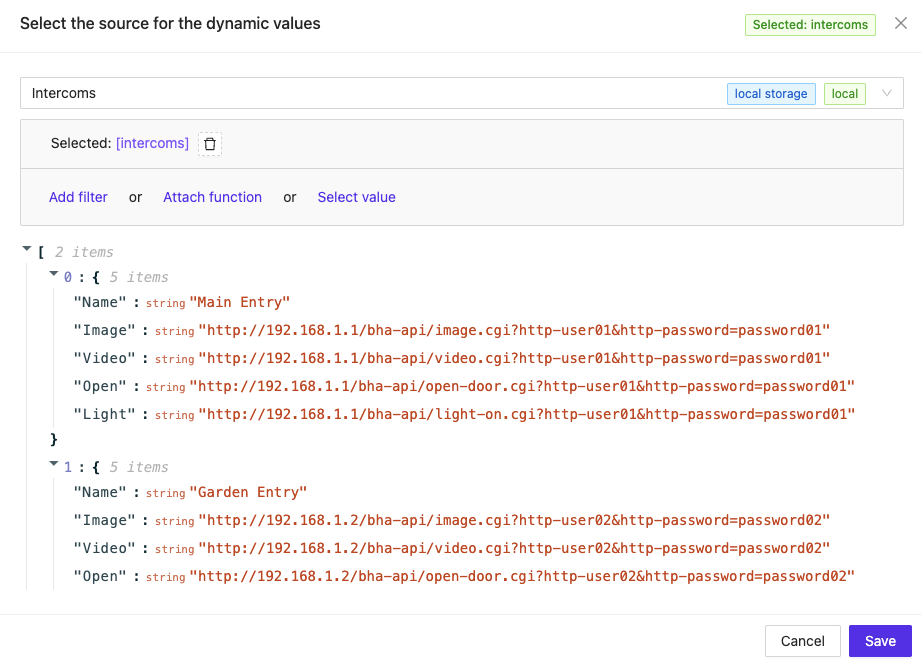 Select the source for the dynamic values
Selected: intercoms
Intercoms
local storage
local
Selected: [intercoms]
Add filter or Attach function or Select value
[ 2 items
0 : { 5 items
"Name" : string "Main Entry"
"Image" : string "http://192.168.1.1/bha-api/image.cgi?http-user01&http-password=password01"
"Video" : string "http://192.168.1.1/bha-api/video.cgi?http-user01&http-password=password01"
"Open" : string "http://192.168.1.1/bha-api/open-door.cgi?http-user01&http-password=password01"
"Light" : string "http://192.168.1.1/bha-api/light-on.cgi?http-user01&http-password=password01"
}
1 : { 5 items
"Name" : string "Garden Entry"
"Image" : string "http://192.168.1.2/bha-api/image.cgi?http-user02&http-password=password02"
"Video" : string "http://192.168.1.2/bha-api/video.cgi?http-user02&http-password=password02"
"Open" : string "http://192.168.1.2/bha-api/open-door.cgi?http-user02&http-password=password02"
Cancel
Save